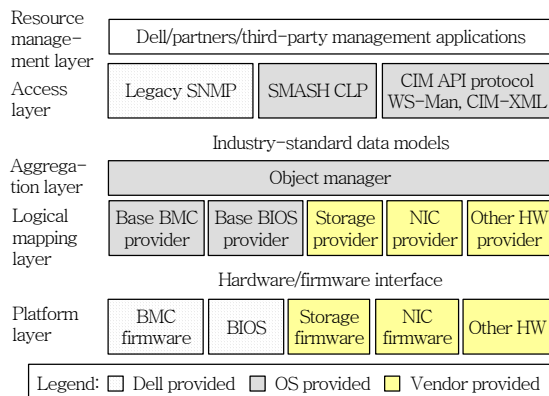 Resource manage-
ment layer
Dell/partners/third-party management applications
Access
layer
Legacy SNMP
SMASH CLP
CIM API protocol
WS-Man, CIM-XML
Industry-standard data models
Aggrega-
tion layer
Object manager
Logical
mapping
layer
Base BMC
provider
Base BIOS
provider
Storage
provider
NIC
provider
Other HW
provider
Hardware/firmware interface
Platform
layer
BMC
firmware
BIOS
Storage
firmware
NIC
firmware
Other HW
Legend: Dell provided OS provided Vendor provided